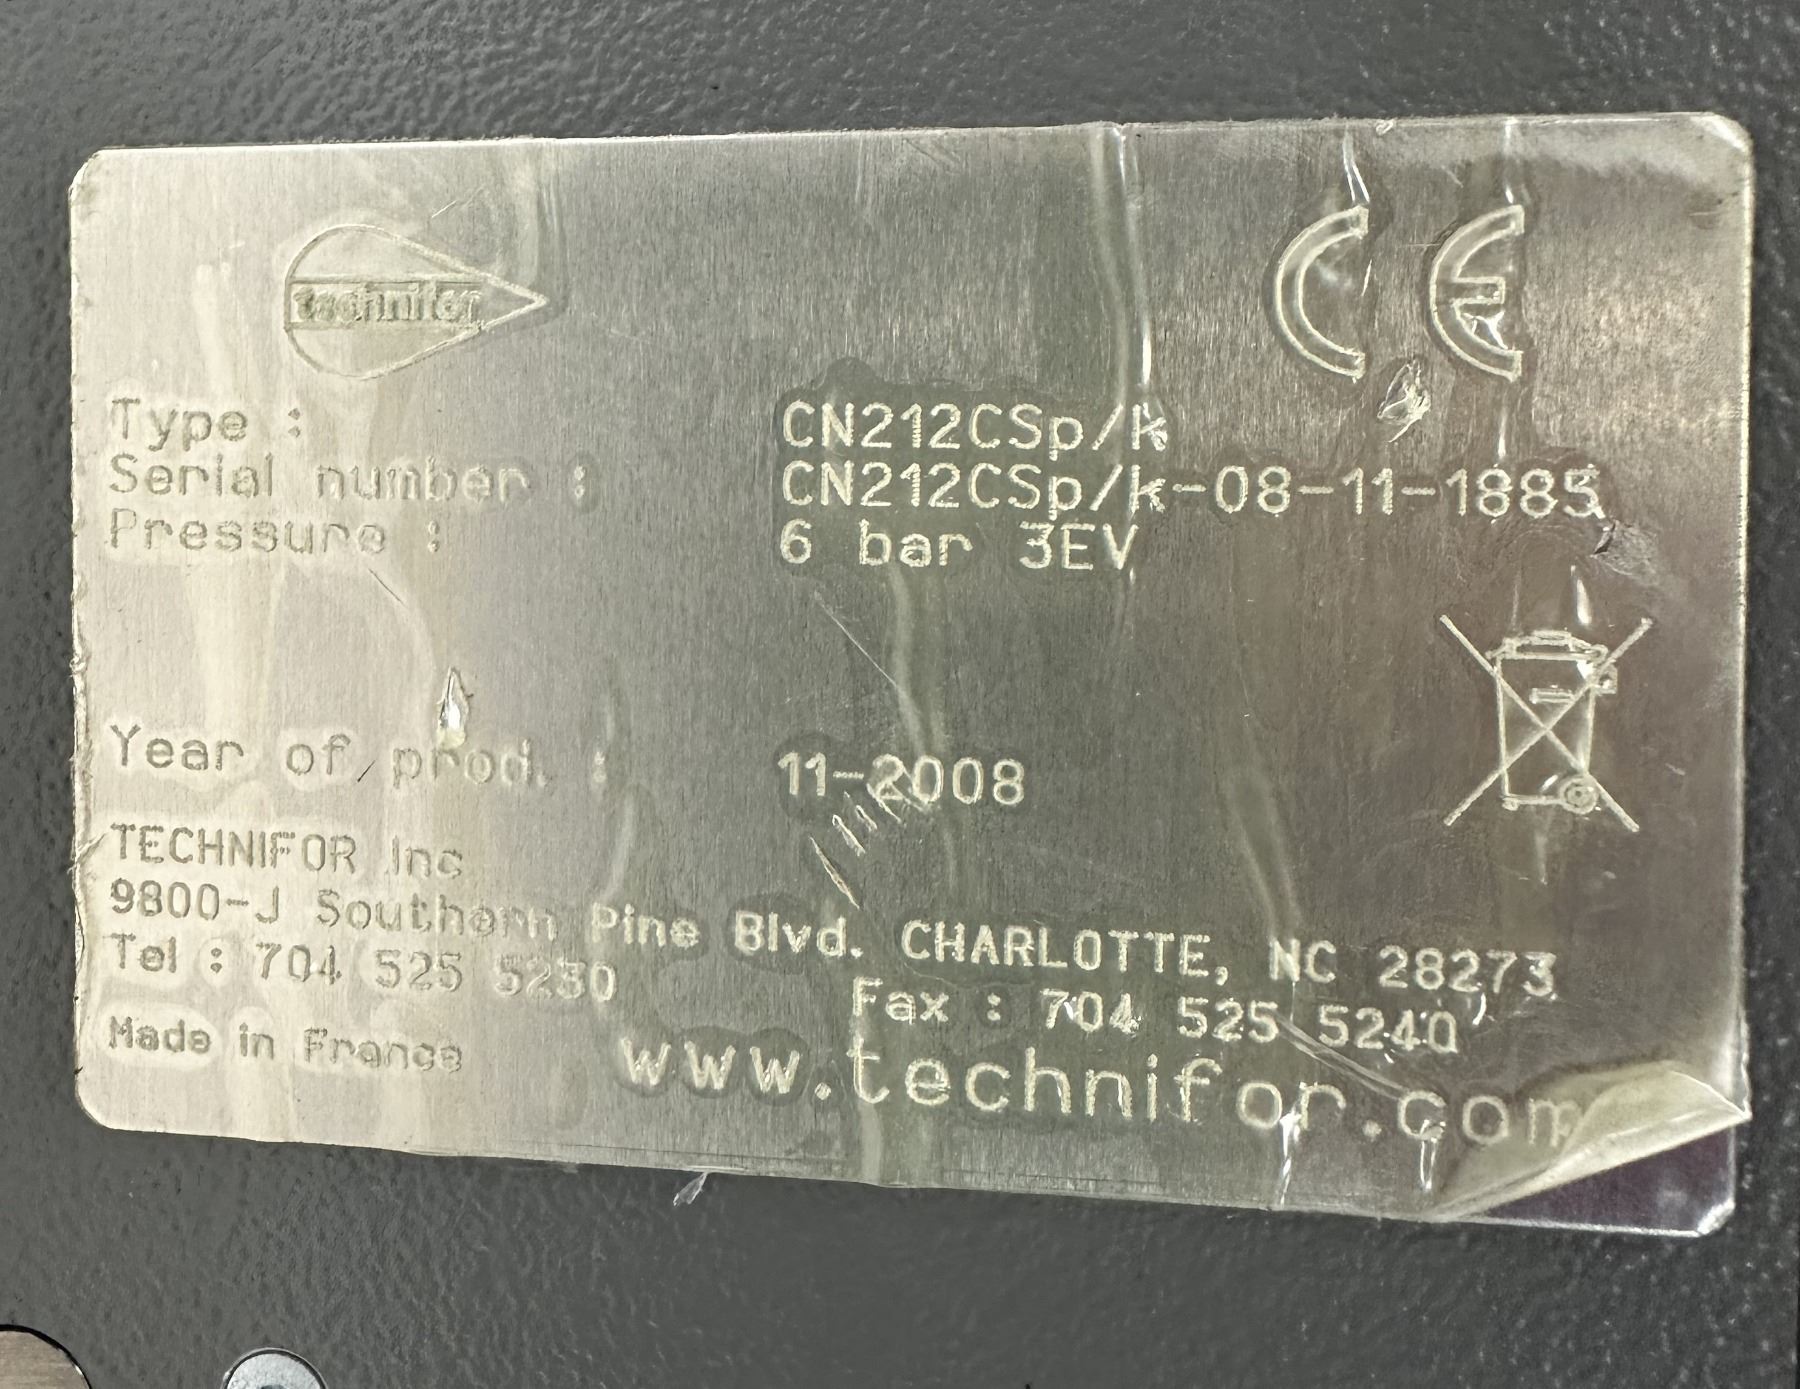 technifor
CE
Type : CN212CSp/k
Serial number : CN212CSp/k-08-11-1885
Pressure : 6 bar 3EV
Year of prod. : 11-2008
TECHNIFOR Inc
9800-J Southern Pine Blvd. CHARLOTTE, NC 28273
Tel : 704 525 5230 Fax : 704 525 5240
Made in France www.technifor.com